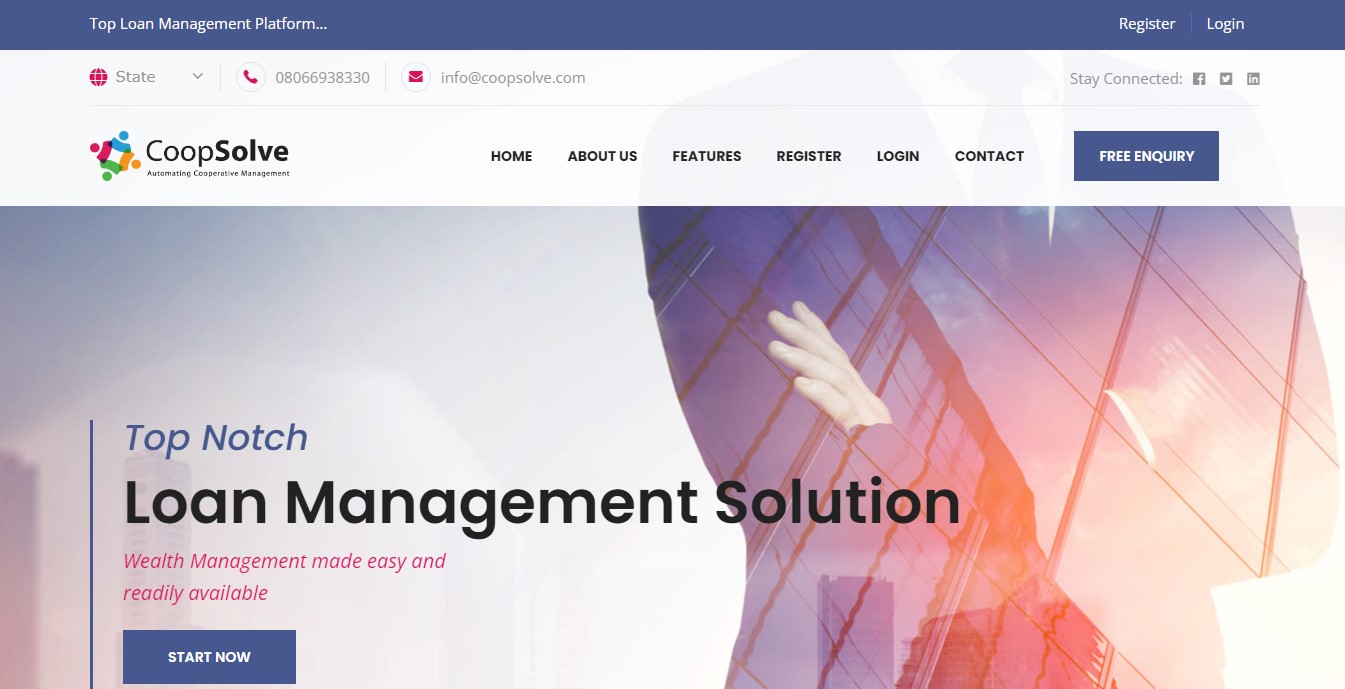 Top Loan Management Platform...
Register
Login
State
08066938330
info@coopsolve.com
Stay Connected:
CoopSolve
Automating Cooperative Management
HOME
ABOUT US
FEATURES
REGISTER
LOGIN
CONTACT
FREE ENQUIRY
Top Notch
Loan Management Solution
Wealth Management made easy and
readily available
START NOW